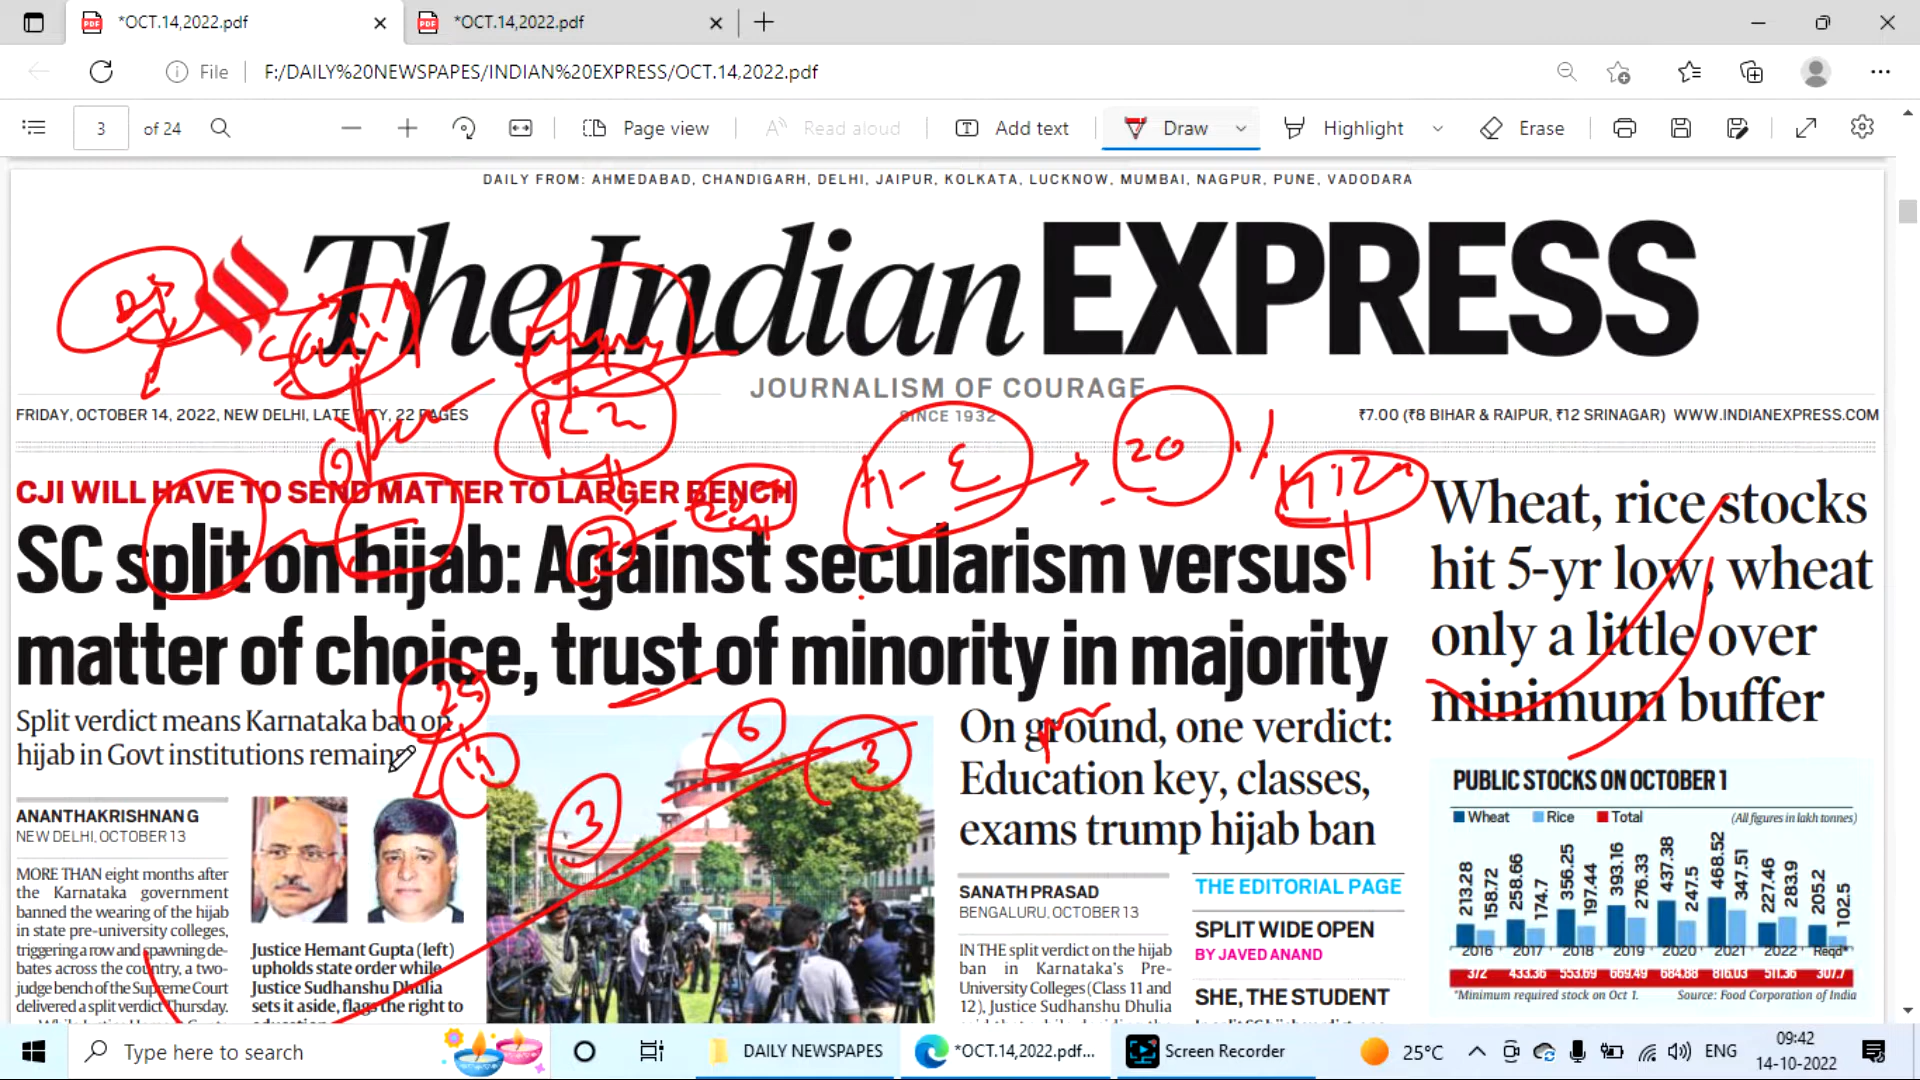 *OCT.14,2022.pdf
*OCT.14,2022.pdf
File
F:/DAILY%20NEWSPAPES/INDIAN%20EXPRESS/OCT.14,2022.pdf
3 of 24
Page view
Read aloud
Add text
Draw
Highlight
Erase
DAILY FROM: AHMEDABAD, CHANDIGARH, DELHI, JAIPUR, KOLKATA, LUCKNOW, MUMBAI, NAGPUR, PUNE, VADODARA
The Indian EXPRESS
JOURNALISM OF COURAGE
SINCE 1932
FRIDAY, OCTOBER 14, 2022, NEW DELHI, LATE CITY, 22 PAGES
₹7.00 (₹8 BIHAR & RAIPUR, ₹12 SRINAGAR) WWW.INDIANEXPRESS.COM
20
CJI WILL HAVE TO SEND MATTER TO LARGER BENCH
SC split on hijab: Against secularism versus
matter of choice, trust of minority in majority
7
25
6
3
3
Split verdict means Karnataka ban on
hijab in Govt institutions remains
ANANTHAKRISHNAN G
NEW DELHI, OCTOBER 13
MORE THAN eight months after
the Karnataka government
banned the wearing of the hijab
in state pre-university colleges,
triggering a row and spawning de-
bates across the country, a two-
judge bench of the Supreme Court
delivered a split verdict Thursday.
Justice Hemant Gupta (left)
upholds state order while
Justice Sudhanshu Dhulia
sets it aside, flags the right to
On ground, one verdict:
Education key, classes,
exams trump hijab ban
SANATH PRASAD
BENGALURU, OCTOBER 13
IN THE split verdict on the hijab
ban in Karnataka's Pre-
University Colleges (Class 11 and
12), Justice Sudhanshu Dhulia
THE EDITORIAL PAGE
SPLIT WIDE OPEN
BY JAVED ANAND
SHE, THE STUDENT
Wheat, rice stocks
hit 5-yr low, wheat
only a little over
minimum buffer
PUBLIC STOCKS ON OCTOBER 1
Wheat Rice Total (All figures in lakh tonnes)
213.28 158.72 258.66 174.7 356.25 197.44 393.16 276.33 437.38 247.5 468.52 347.51 227.46 283.9 205.2 102.5
2016 2017 2018 2019 2020 2021 2022 Reqd*
372 433.36 553.69 669.49 684.88 816.03 511.36 307.7
*Minimum required stock on Oct 1. Source: Food Corporation of India
Type here to search
DAILY NEWSPAPES
*OCT.14,2022.pdf...
Screen Recorder
25°C
ENG
09:42
14-10-2022